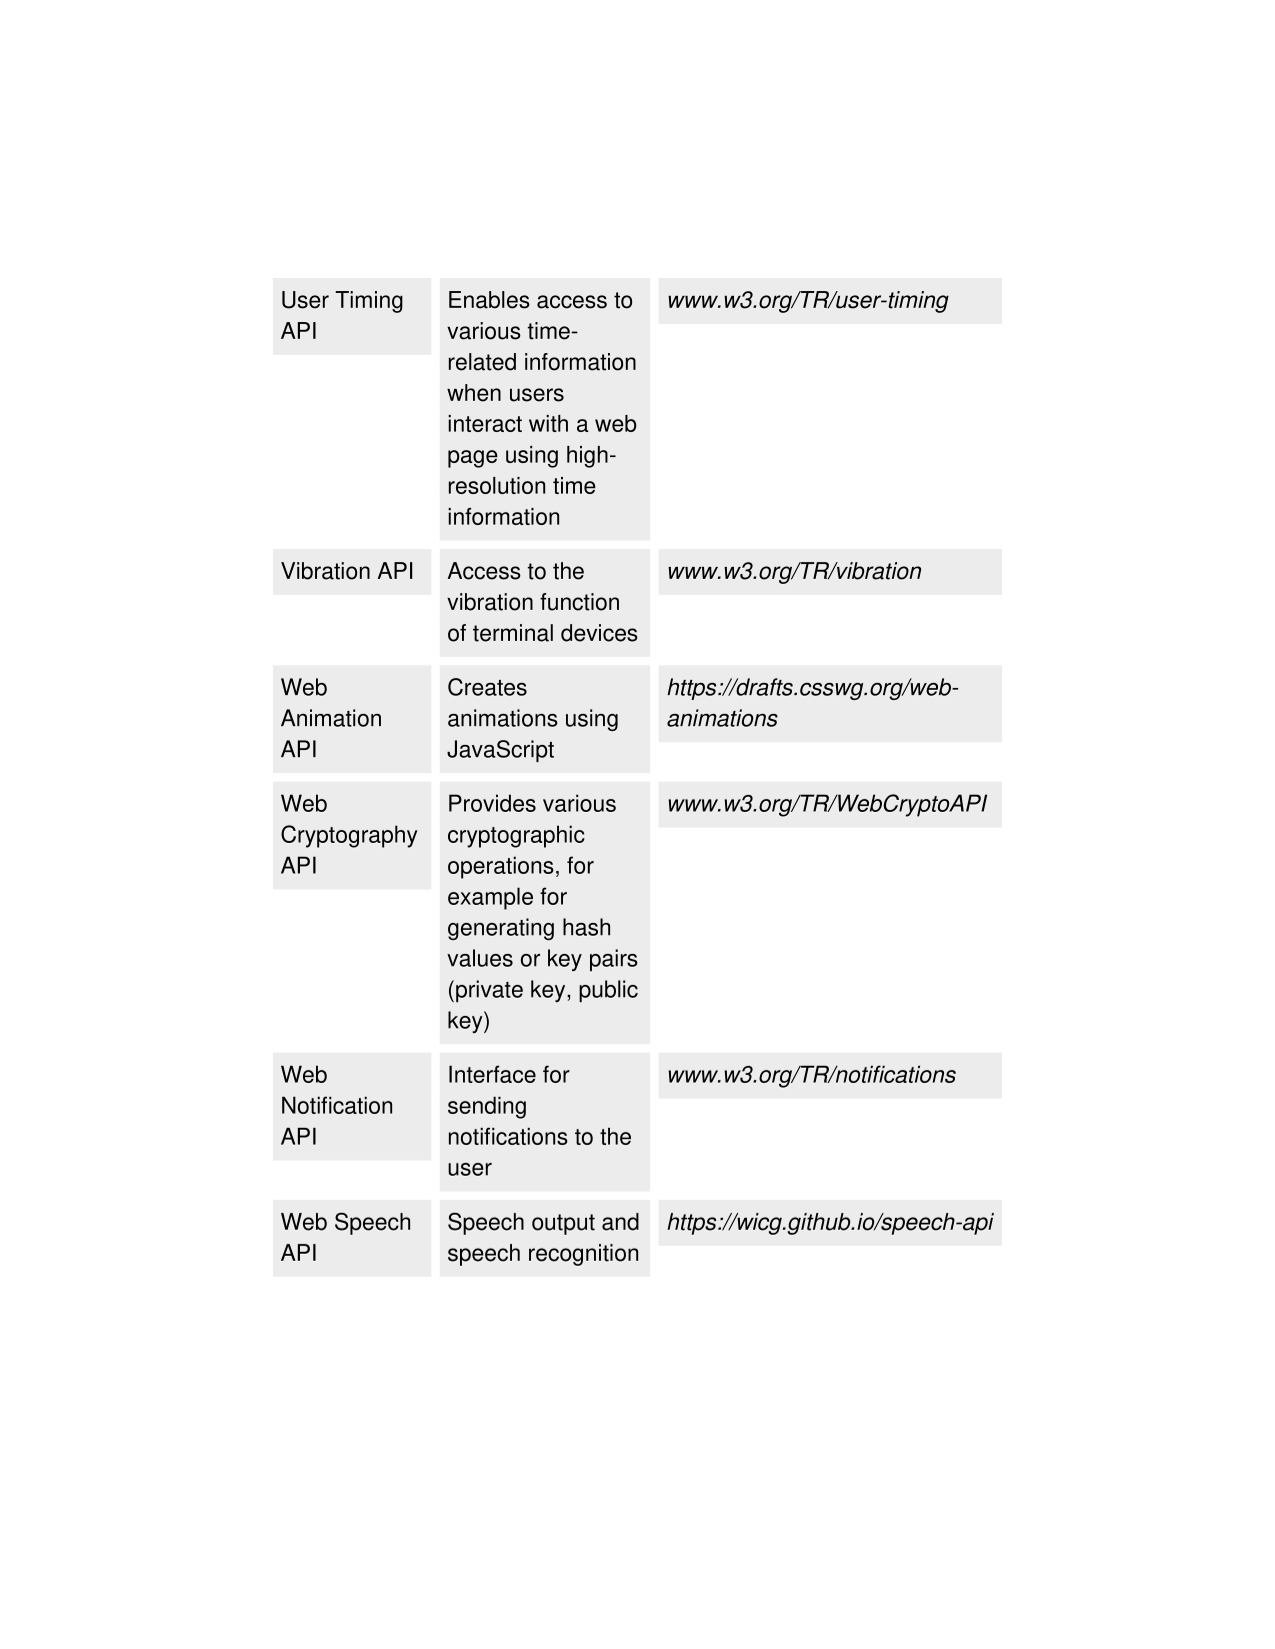 User Timing
API
Enables access to
various time-
related information
when users
interact with a web
page using high-
resolution time
information
www.w3.org/TR/user-timing
Vibration API
Access to the
vibration function
of terminal devices
www.w3.org/TR/vibration
Web
Animation
API
Creates
animations using
JavaScript
https://drafts.csswg.org/web-
animations
Web
Cryptography
API
Provides various
cryptographic
operations, for
example for
generating hash
values or key pairs
(private key, public
key)
www.w3.org/TR/WebCryptoAPI
Web
Notification
API
Interface for
sending
notifications to the
user
www.w3.org/TR/notifications
Web Speech
API
Speech output and
speech recognition
https://wicg.github.io/speech-api